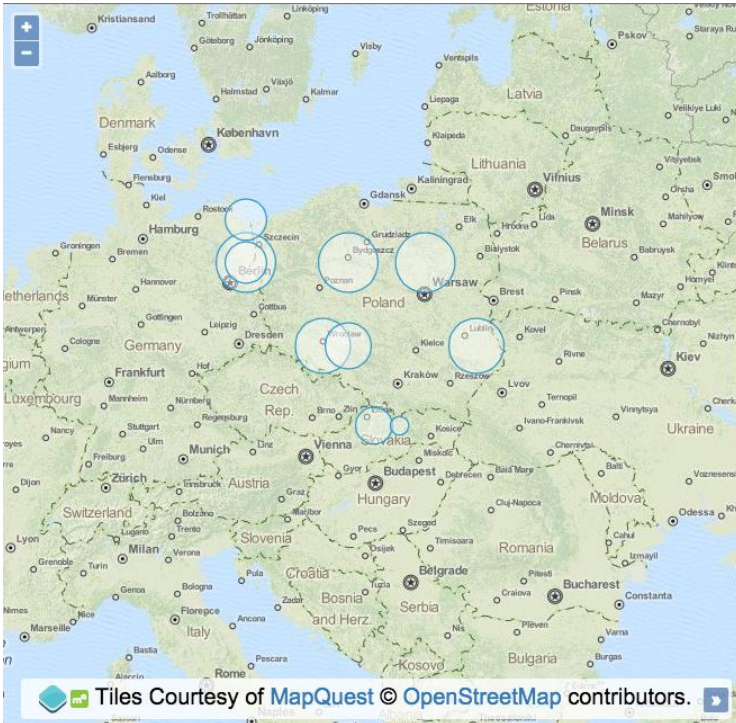 Kristiansand
Trollhättan
Linköping
Estonia
Pskov
Göteborg
Jönköping
Visby
Staraya Ru
Ventspils
Aalborg
Halmstad
Växjö
Kalmar
Liepaja
Latvia
Velikiye Luki
Denmark
København
Daugavpils
Esbjerg
Odense
Klaipeda
Lithuania
Vitsyebsk
Flensburg
Kaliningrad
Vilnius
Smol
Kiel
Gdansk
Orsha
Rostock
Elk
Hrodna
Lida
Minsk
Mahilyow
Hamburg
Szczecin
Grudziadz
Belarus
Groningen
Bremen
Bydgoszcz
Bialystok
Babruysk
Berlin
Hannover
Poznan
Warsaw
Homyel
etherlands
Münster
Poland
Brest
Pinsk
Mazyr
Cottbus
Gottingen
Leipzig
Chernobyl
Antwerpen
Dresden
Wroclaw
Lublin
Kovel
Nizhyn
Cologne
Germany
Kielce
Rivne
Kiev
gium
Hof
Kraków
Rzeszow
Lvov
Frankfurt
Czech
Rep.
Luxembourg
Mannheim
Nürnberg
Ternopil
Brno
Zlin
Vinnytsya
Regensburg
Ivano-Frankivsk
Ukraine
Nancy
Stuttgart
Slovakia
Kosice
Ulm
Linz
Vienna
Chernivtsi
Freiburg
Munich
Miskolc
Gyor
Budapest
Debrecen
Baia Mare
Balti
Voznesens
Dijon
Zürich
Innsbruck
Austria
Graz
Hungary
Cluj-Napoca
Moldova
Switzerland
Bolzano
Maribor
Odessa
Lugano
Trento
Slovenia
Pecs
Szeged
Cahul
Lyon
Milan
Verona
Osijek
Timisoara
Romania
Izmayil
Grenoble
Turin
Pula
Croatia
Belgrade
Pitesti
Genoa
Bologna
Zadar
Bosnia
and Herz.
Tuzla
Craiova
Bucharest
Constanta
Nimes
Nice
Florence
Serbia
Marseille
Italy
Ancona
Nis
Pleven
Varna
Bastia
Pescara
Kosovo
Bulgaria
Burgas
Rome
Tiles Courtesy of MapQuest © OpenStreetMap contributors.